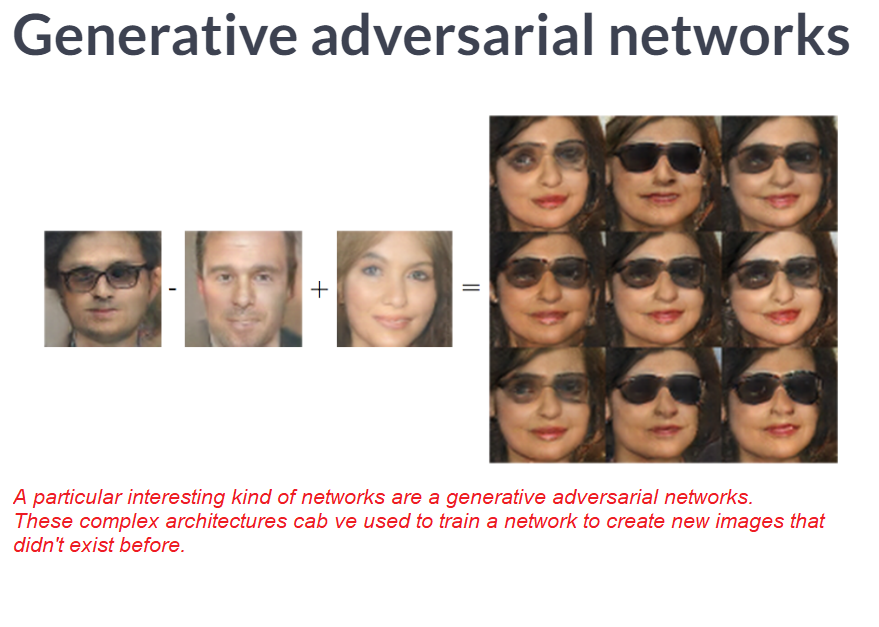 Generative adversarial networks
- + =
A particular interesting kind of networks are a generative adversarial networks.
These complex architectures cab ve used to train a network to create new images that
didn't exist before.